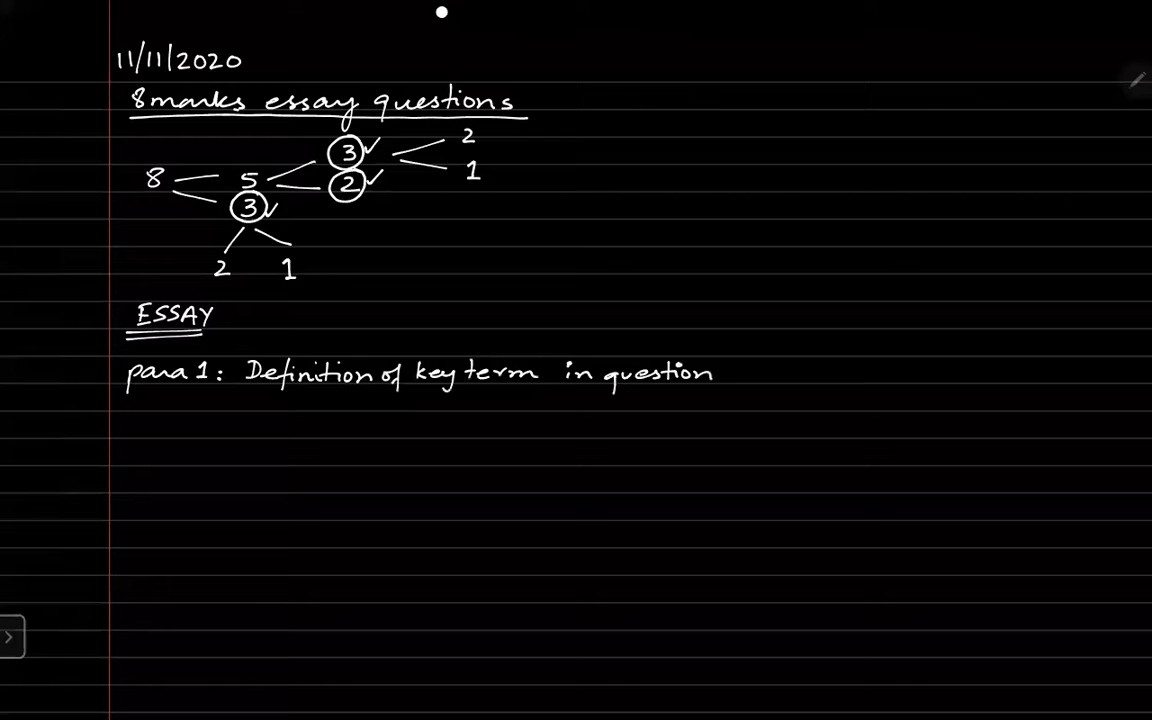 11/11/2020
8marks essay questions
3 2
8 5 2 1
3
2 1
ESSAY
para 1: Definition of key term in question